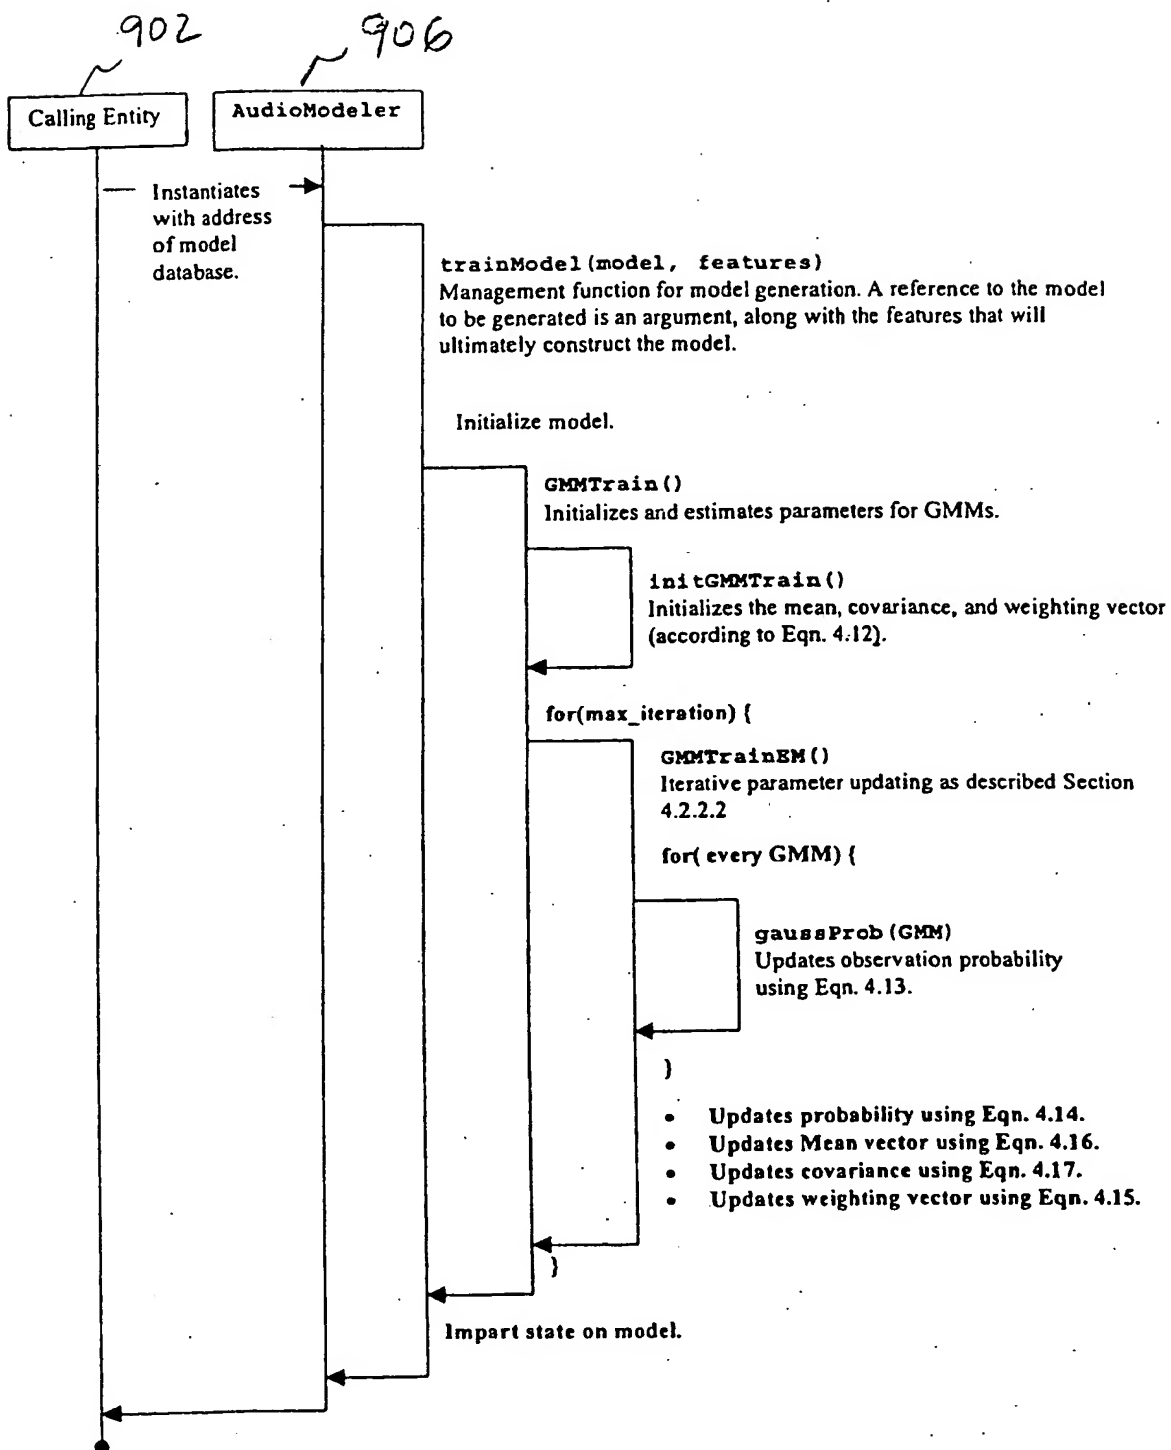 902
906
Calling Entity
AudioModeler
Instantiates
with address
of model
database.
trainModel(model, features)
Management function for model generation. A reference to the model
to be generated is an argument, along with the features that will
ultimately construct the model.
Initialize model.
GMMTrain()
Initializes and estimates parameters for GMMs.
initGMMTrain()
Initializes the mean, covariance, and weighting vector
(according to Eqn. 4.12).
for(max_iteration) {
GMMTrainEM()
Iterative parameter updating as described Section
4.2.2.2
for( every GMM) {
gaussProb(GMM)
Updates observation probability
using Eqn. 4.13.
}
• Updates probability using Eqn. 4.14.
• Updates Mean vector using Eqn. 4.16.
• Updates covariance using Eqn. 4.17.
• Updates weighting vector using Eqn. 4.15.
}
Impart state on model.